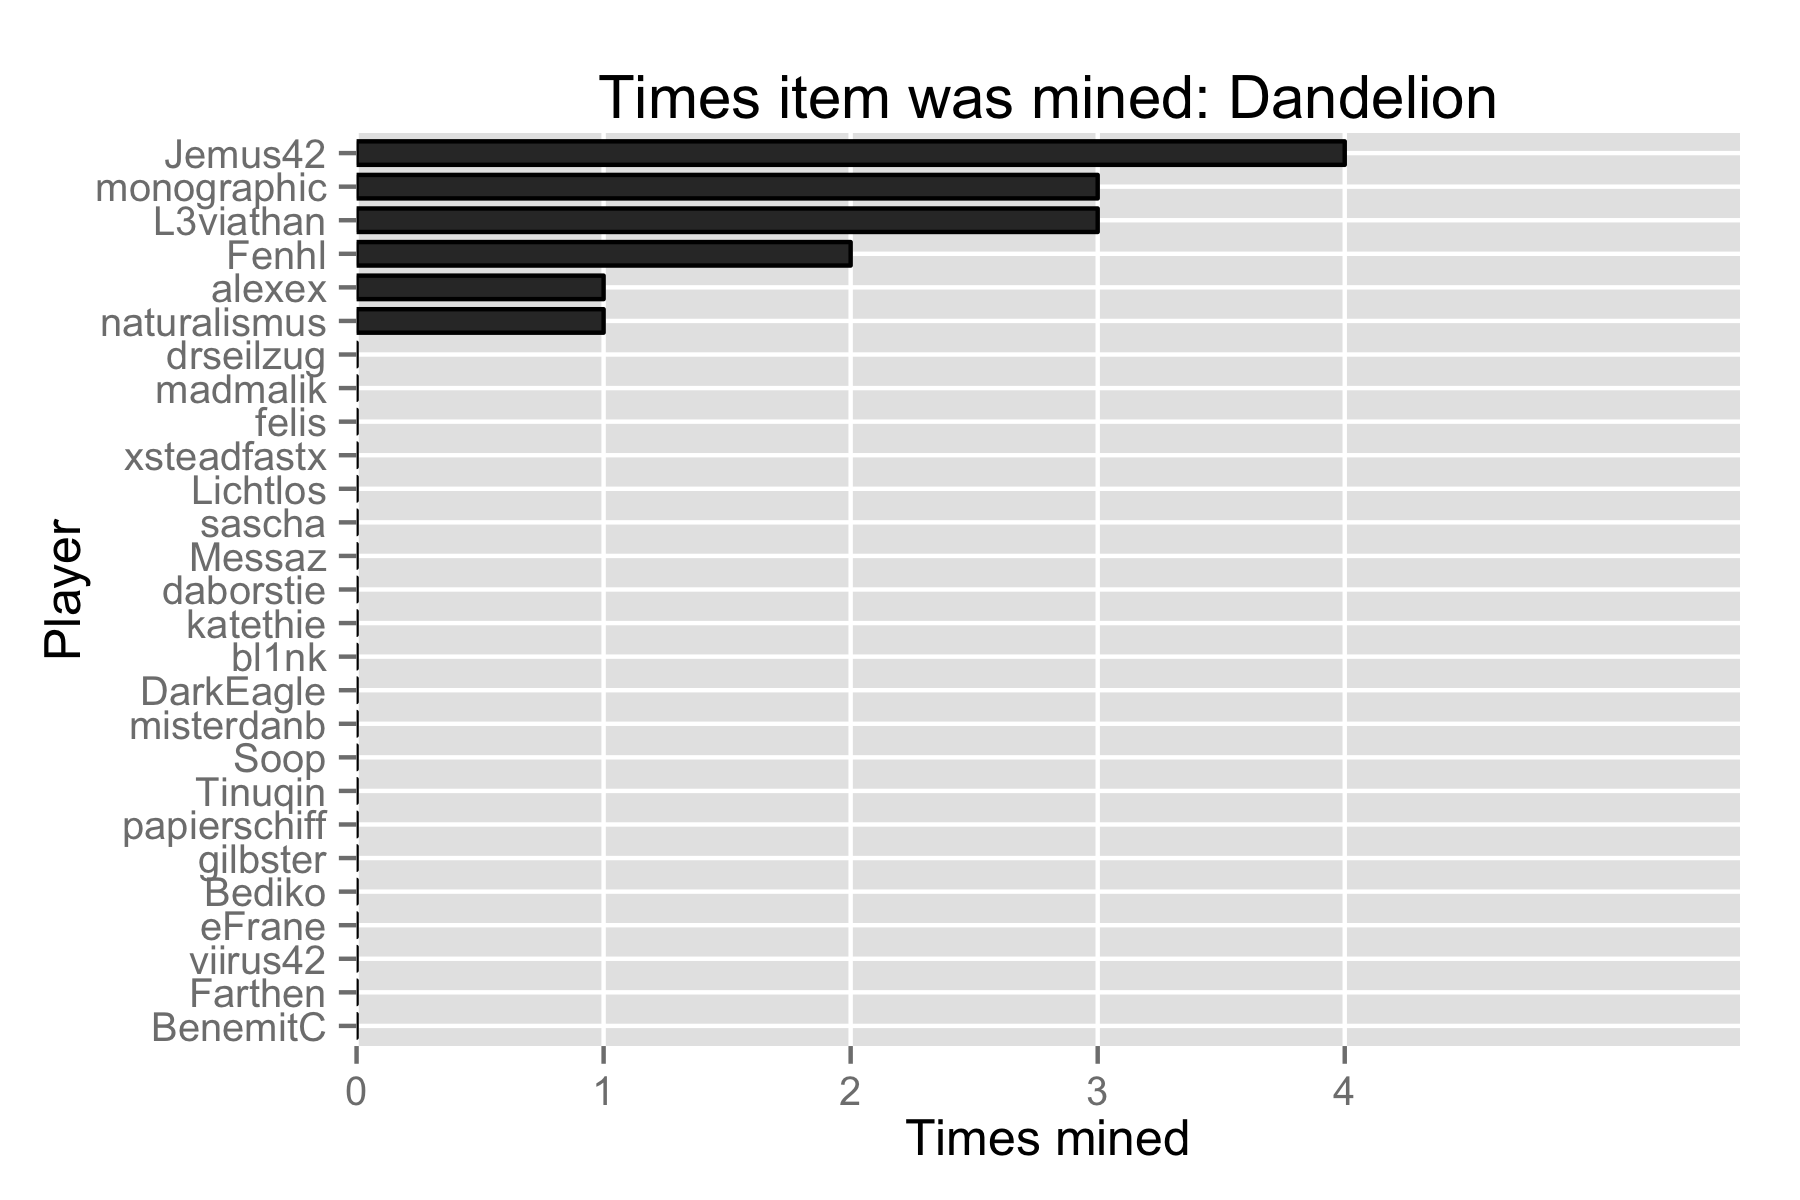 Times item was mined: Dandelion
Jemus42
monographic
L3viathan
Fenhl
alexex
naturalismus
drseilzug
madmalik
felis
xsteadfastx
Lichtlos
sascha
Messaz
daborstie
katethie
bl1nk
DarkEagle
misterdanb
Soop
Tinuqin
papierschiff
gilbster
Bediko
eFrane
viirus42
Farthen
BenemitC
Player
0 1 2 3 4
Times mined